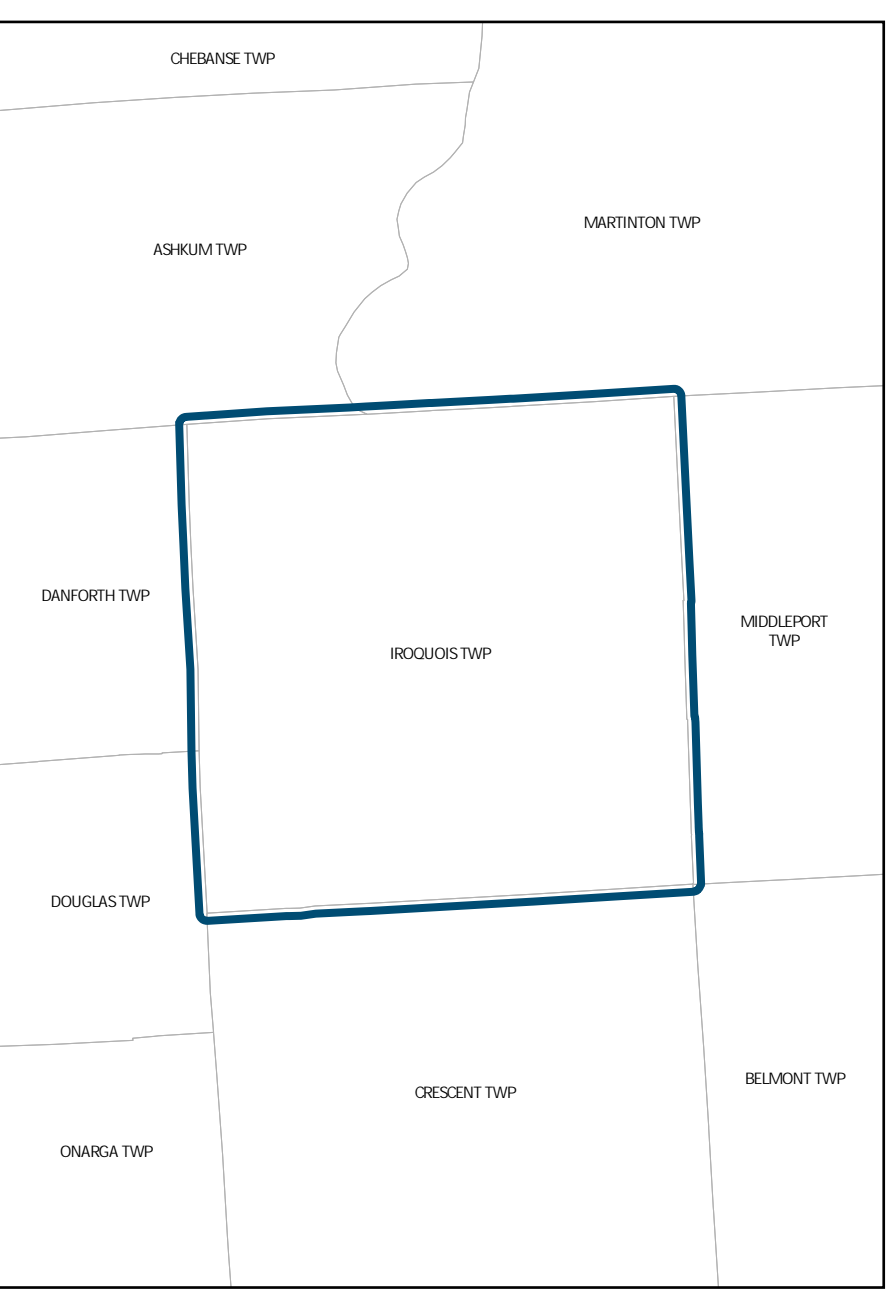 CHEBANSE TWP
MARTINTON TWP
ASHKUM TWP
DANFORTH TWP
MIDDLEPORT
TWP
IROQUOIS TWP
DOUGLAS TWP
BELMONT TWP
CRESCENT TWP
ONARGA TWP